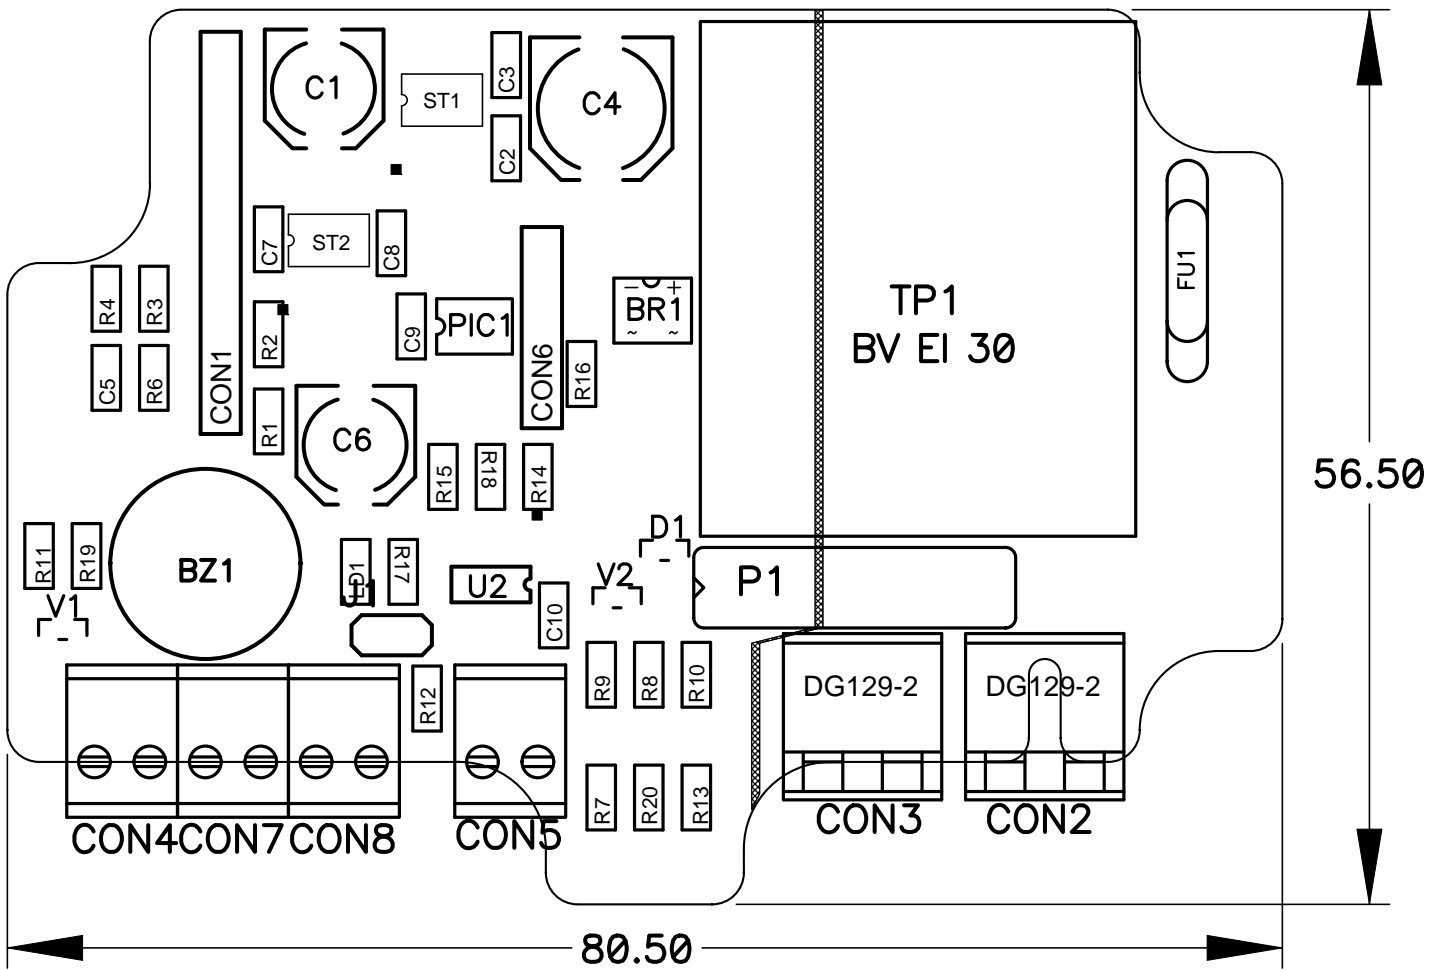 C1
ST1
C3
C4
C2
C7
ST2
C8
R4
R3
R2
C9
PIC1
BR1
− +
~ ~
TP1
BV EI 30
FU1
C5
R6
CON1
R1
CON6
R16
C6
R15
R18
R14
56.50
D1
R11
R19
BZ1
R17
U2
V2
P1
V1
C10
R12
R9
R8
R10
DG129-2
DG129-2
R7
R20
R13
CON3
CON2
CON4
CON7
CON8
CON5
80.50